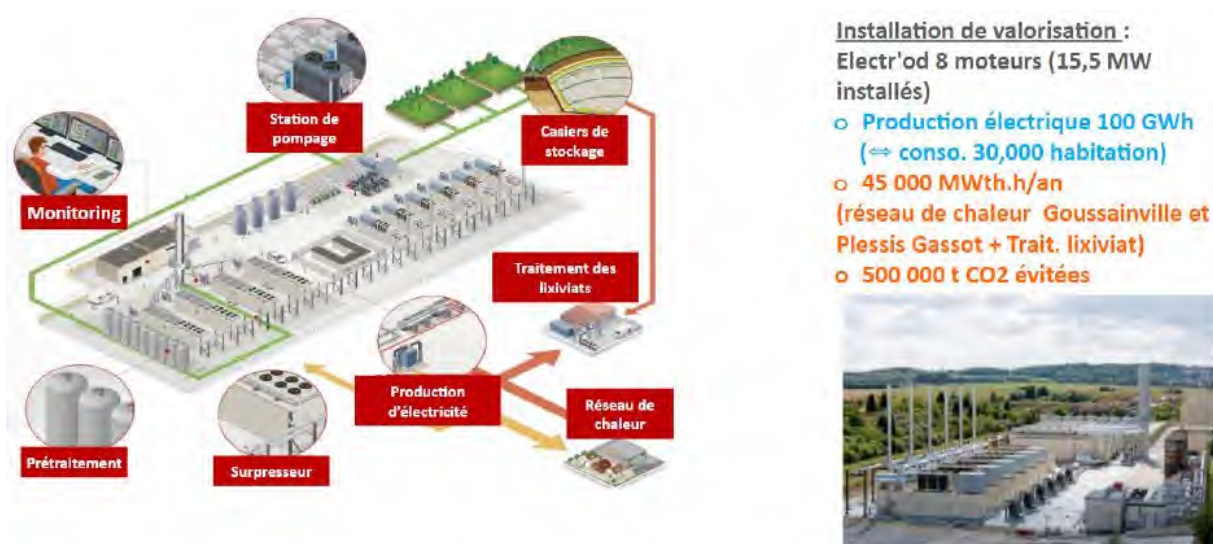 Station de
pompage
Casiers de
stockage
Monitoring
Traitement des
lixiviats
Production
d'électricité
Réseau de
chaleur
Prétraitement
Surpresseur
Installation de valorisation :
Electr'od 8 moteurs (15,5 MW
installés)
o Production électrique 100 GWh
(⇔ conso. 30,000 habitation)
o 45 000 MWth.h/an
(réseau de chaleur Goussainville et
Plessis Gassot + Trait. lixiviat)
o 500 000 t CO2 évitées